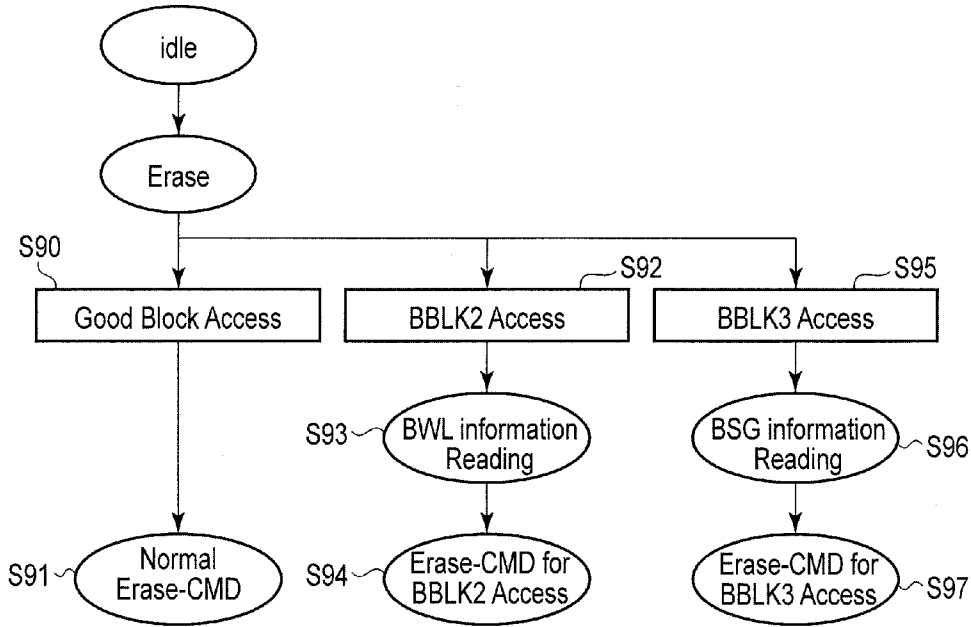 idle
Erase
S90
S92
S95
Good Block Access
BBLK2 Access
BBLK3 Access
S93
BWL information
Reading
BSG information
Reading
S96
S91
Normal
Erase-CMD
S94
Erase-CMD for
BBLK2 Access
Erase-CMD for
BBLK3 Access
S97